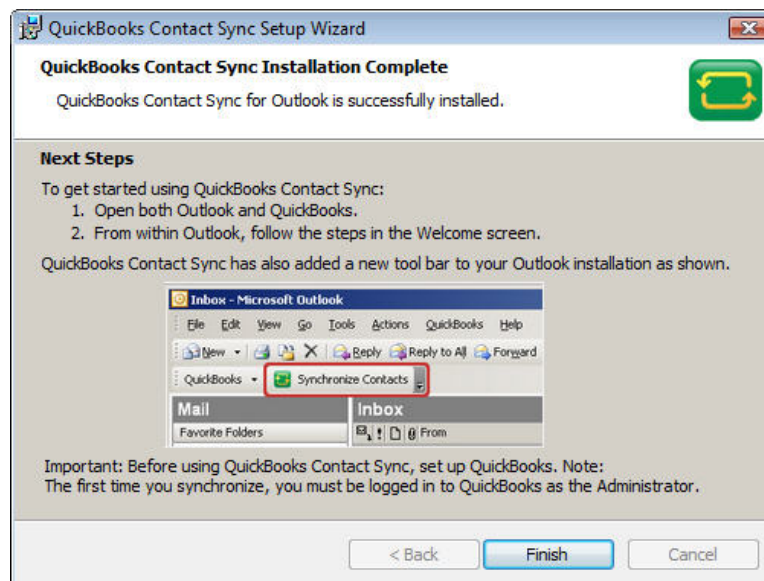 QuickBooks Contact Sync Setup Wizard
QuickBooks Contact Sync Installation Complete
QuickBooks Contact Sync for Outlook is successfully installed.
Next Steps
To get started using QuickBooks Contact Sync:
1. Open both Outlook and QuickBooks.
2. From within Outlook, follow the steps in the Welcome screen.
QuickBooks Contact Sync has also added a new tool bar to your Outlook installation as shown.
Inbox - Microsoft Outlook
File Edit View Go Tools Actions QuickBooks Help
New Reply Reply to All Forward
QuickBooks Synchronize Contacts
Mail Inbox
Favorite Folders From
Important: Before using QuickBooks Contact Sync, set up QuickBooks. Note:
The first time you synchronize, you must be logged in to QuickBooks as the Administrator.
< Back Finish Cancel